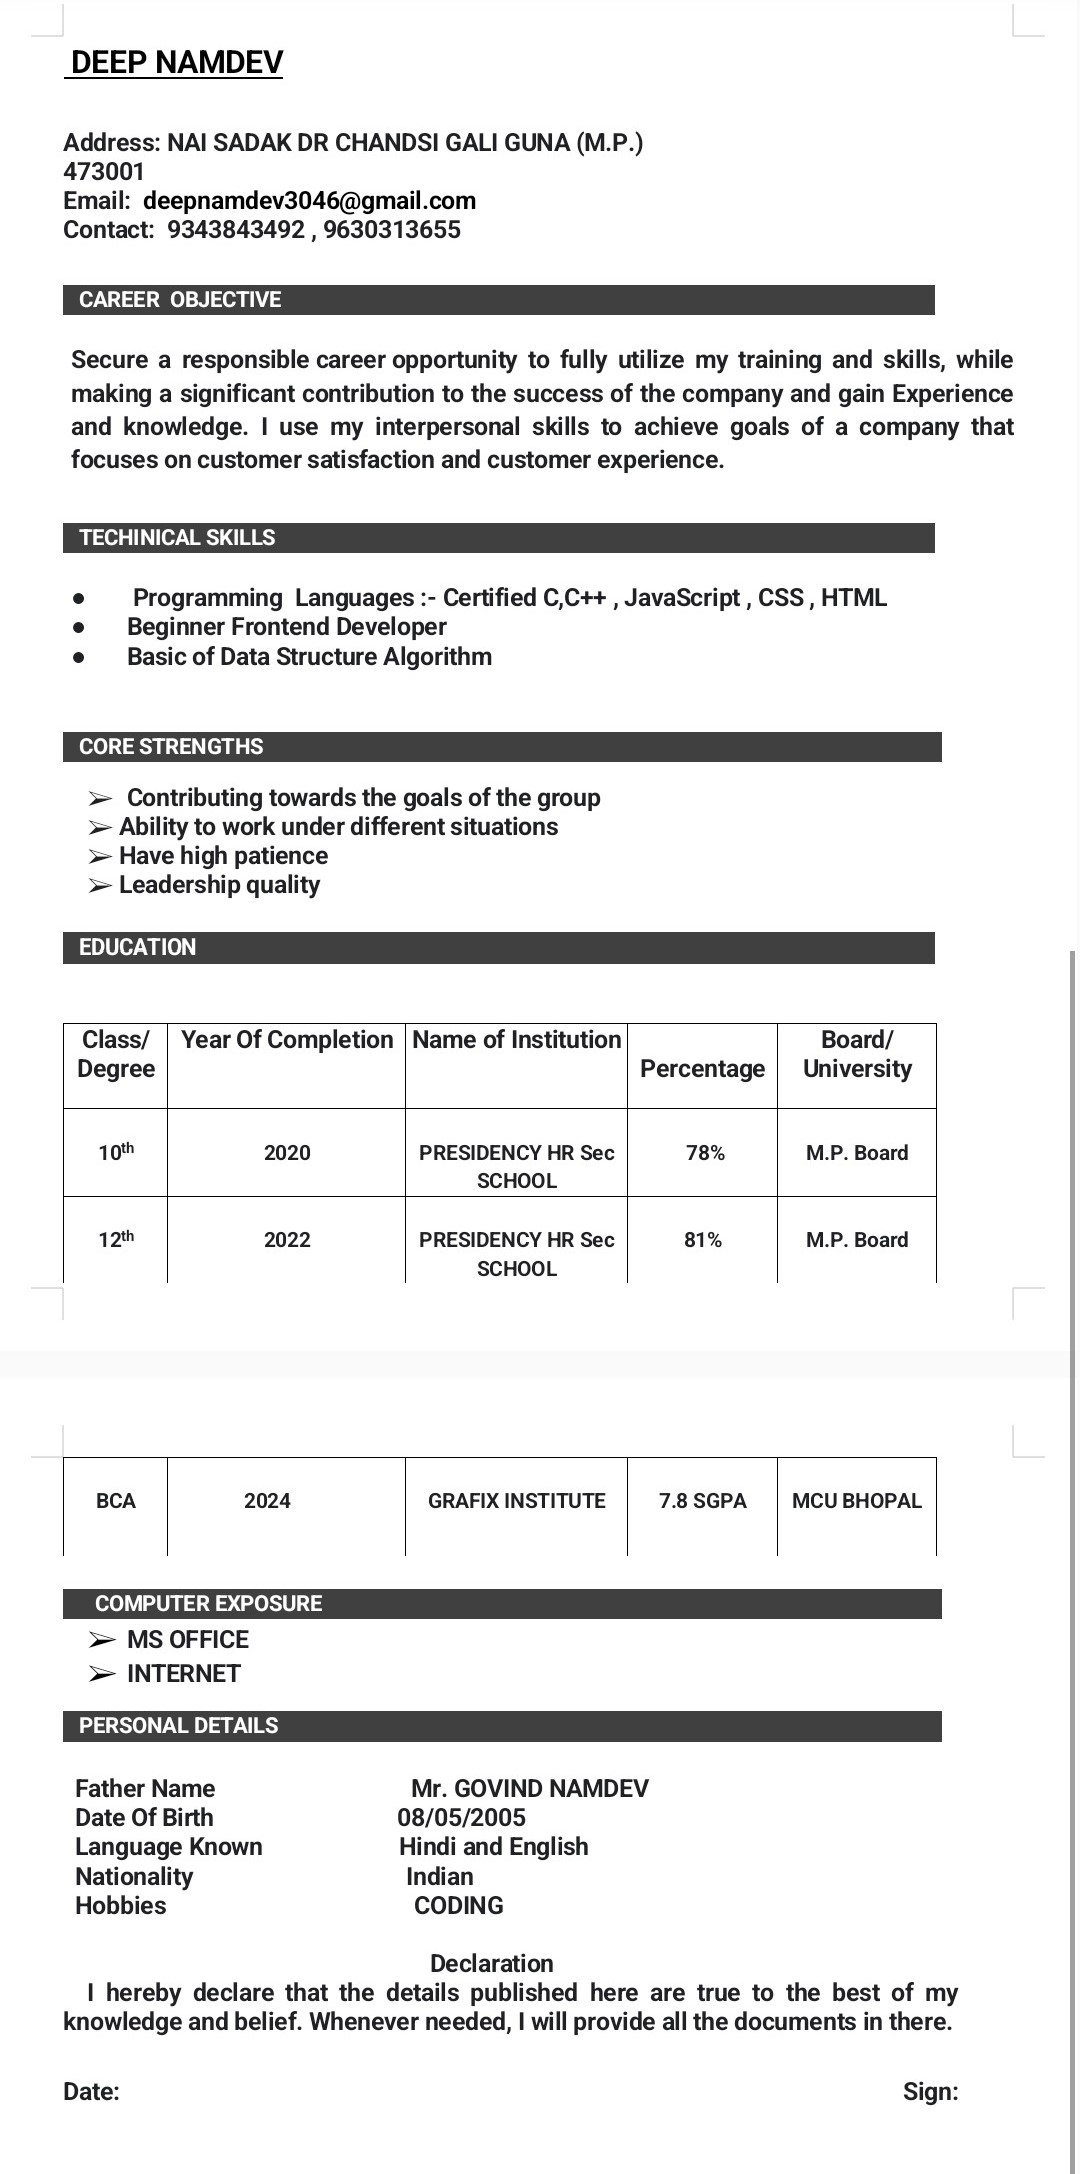 DEEP NAMDEV
Address: NAI SADAK DR CHANDSI GALI GUNA (M.P.)
473001
Email: deepnamdev3046@gmail.com
Contact: 9343843492 , 9630313655
CAREER OBJECTIVE
Secure a responsible career opportunity to fully utilize my training and skills, while
making a significant contribution to the success of the company and gain Experience
and knowledge. I use my interpersonal skills to achieve goals of a company that
focuses on customer satisfaction and customer experience.
TECHINICAL SKILLS
● Programming Languages :- Certified C,C++ , JavaScript , CSS , HTML
● Beginner Frontend Developer
● Basic of Data Structure Algorithm
CORE STRENGTHS
➢ Contributing towards the goals of the group
➢ Ability to work under different situations
➢ Have high patience
➢ Leadership quality
EDUCATION
Class/ Year Of Completion Name of Institution Board/
Degree Percentage University
10th 2020 PRESIDENCY HR Sec 78% M.P. Board
SCHOOL
12th 2022 PRESIDENCY HR Sec 81% M.P. Board
SCHOOL
BCA 2024 GRAFIX INSTITUTE 7.8 SGPA MCU BHOPAL
COMPUTER EXPOSURE
➢ MS OFFICE
➢ INTERNET
PERSONAL DETAILS
Father Name Mr. GOVIND NAMDEV
Date Of Birth 08/05/2005
Language Known Hindi and English
Nationality Indian
Hobbies CODING
Declaration
I hereby declare that the details published here are true to the best of my
knowledge and belief. Whenever needed, I will provide all the documents in there.
Date: Sign: